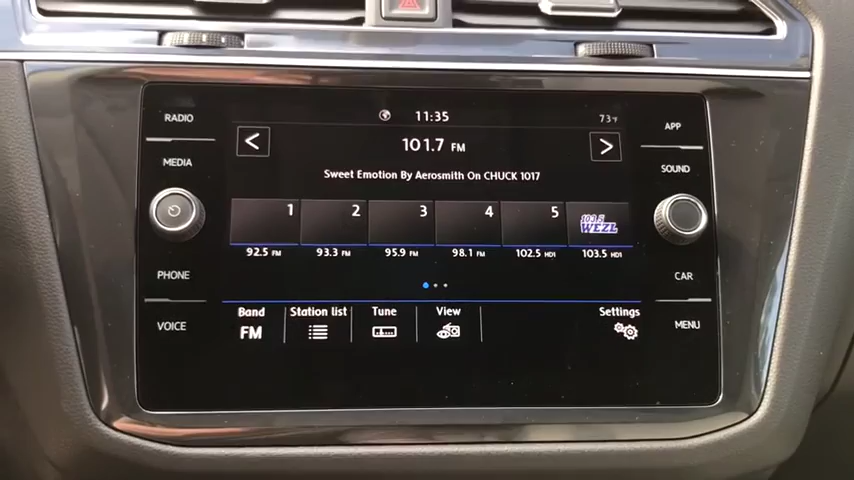 RADIO
MEDIA
PHONE
VOICE
11:35
73°F
101.7 FM
Sweet Emotion By Aerosmith On CHUCK 1017
1 2 3 4 5
103.5
WEZL
92.5 FM 93.3 FM 95.9 FM 98.1 FM 102.5 HD1 103.5 HD1
Band Station list Tune View Settings
FM
APP
SOUND
CAR
MENU